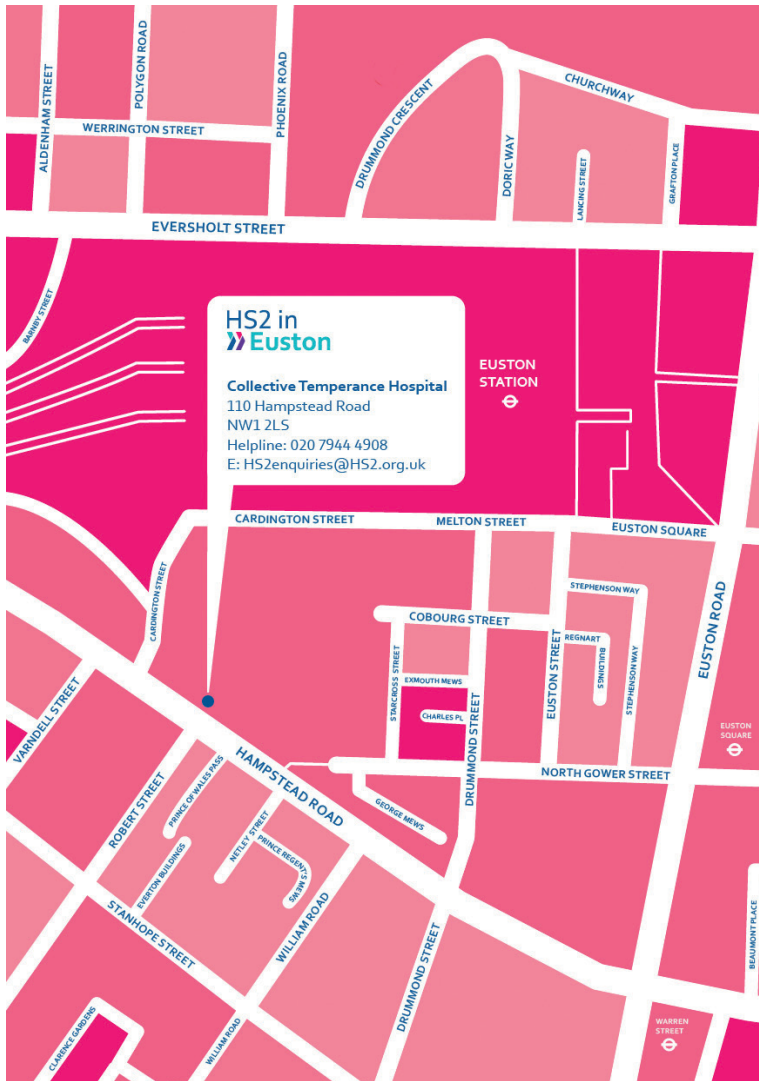 ALDENHAM STREET
POLYGON ROAD
PHOENIX ROAD
WERRINGTON STREET
DRUMMOND CRESCENT
CHURCHWAY
DORIC WAY
LANCING STREET
GRAFTON PLACE
EVERSHOLT STREET
BARNBY STREET
HS2 in
Euston
Collective Temperance Hospital
110 Hampstead Road
NW1 2LS
Helpline: 020 7944 4908
E: HS2enquiries@HS2.org.uk
EUSTON
STATION
CARDINGTON STREET
MELTON STREET
EUSTON SQUARE
CARDINGTON STREET
STEPHENSON WAY
COBOURG STREET
EUSTON ROAD
STARCROSS STREET
REGNART
BUILDINGS
EUSTON STREET
STEPHENSON WAY
EXMOUTH MEWS
CHARLES PL
DRUMMOND STREET
VARNDELL STREET
EUSTON
SQUARE
HAMPSTEAD ROAD
NORTH GOWER STREET
ROBERT STREET
PRINCE OF WALES PASS
NETLEY STREET
GEORGE MEWS
PRINCE REGENT'S MEWS
EVERTON BUILDINGS
STANHOPE STREET
WILLIAM ROAD
DRUMMOND STREET
BEAUMONT PLACE
CLARENCE GARDENS
WILLIAM ROAD
WARREN
STREET